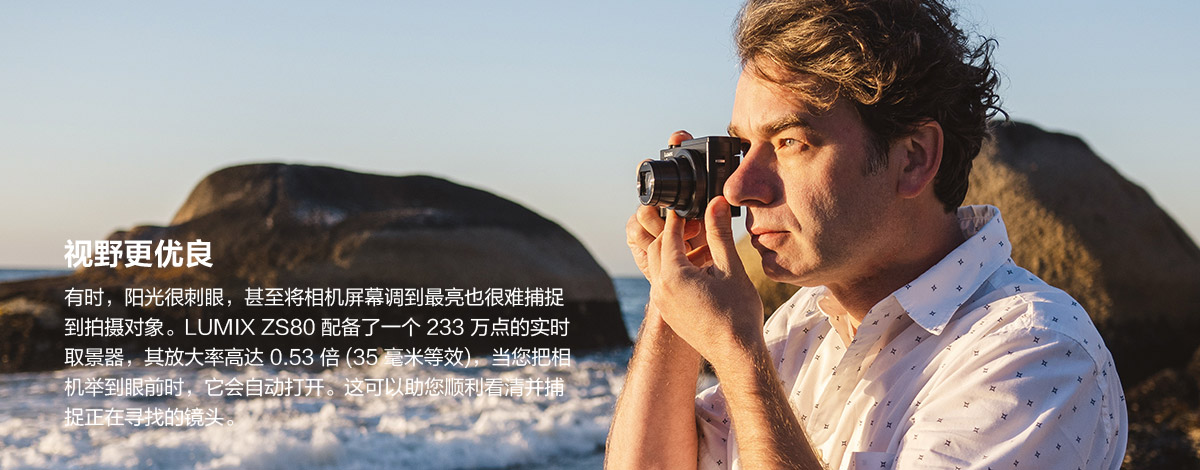 视野更优良
有时，阳光很刺眼，甚至将相机屏幕调到最亮也很难捕捉
到拍摄对象。LUMIX ZS80 配备了一个 233 万点的实时
取景器，其放大率高达 0.53 倍 (35 毫米等效)，当您把相
机举到眼前时，它会自动打开。这可以助您顺利看清并捕
捉正在寻找的镜头。
LUMIX